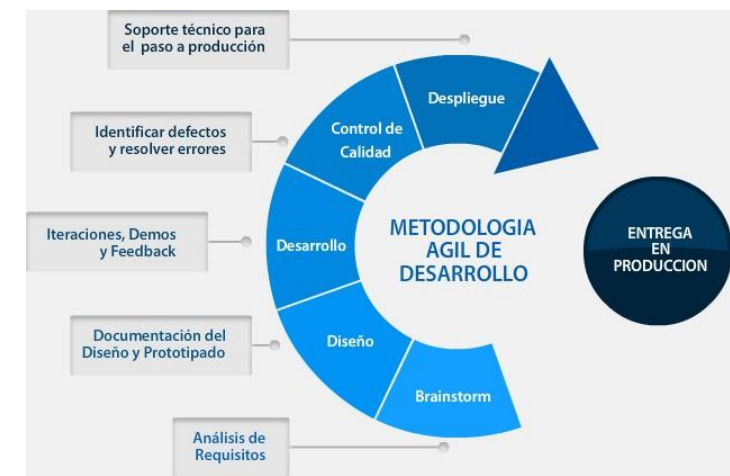 Soporte técnico para
el paso a producción
Despliegue
Identificar defectos
y resolver errores
Control de
Calidad
Iteraciones, Demos
y Feedback
Desarrollo
METODOLOGIA
AGIL DE
DESARROLLO
ENTREGA
EN
PRODUCCION
Documentación del
Diseño y Prototipado
Diseño
Brainstorm
Análisis de
Requisitos